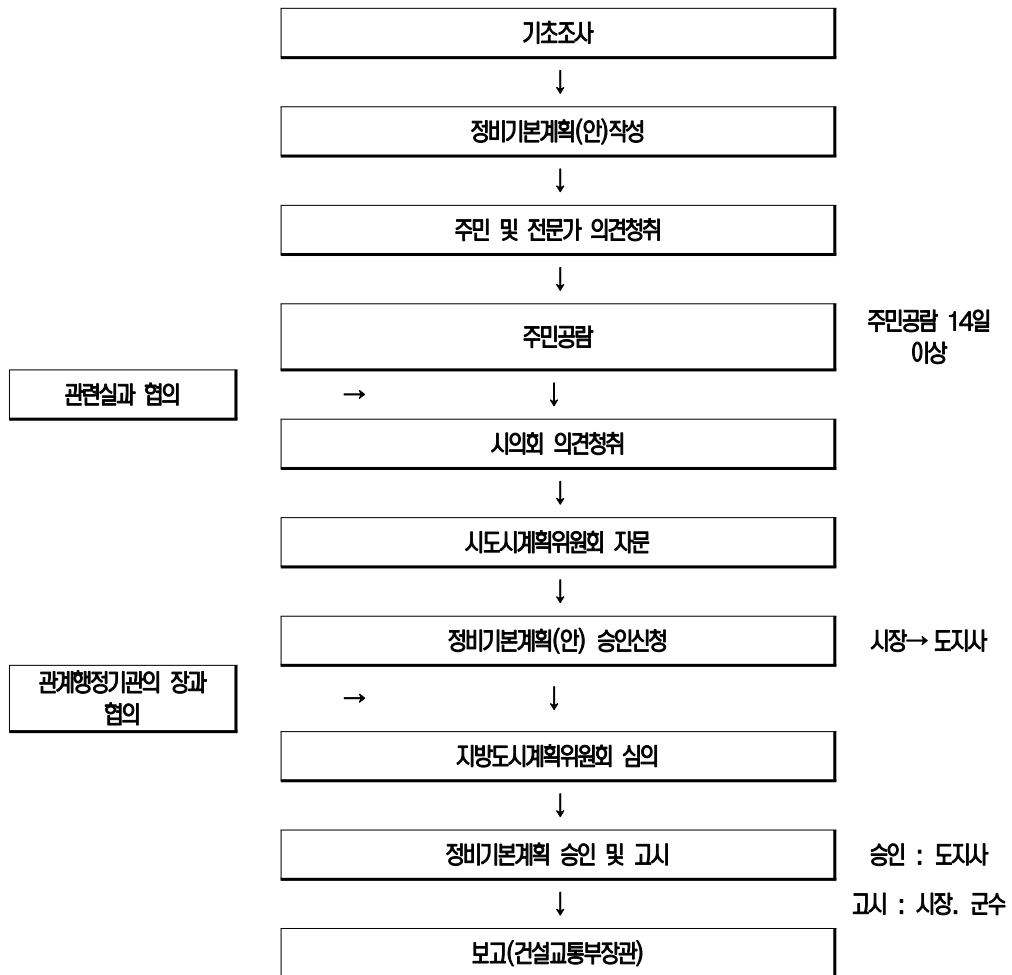 기초조사
↓
정비기본계획(안)작성
↓
주민 및 전문가 의견청취
↓
주민공람
주민공람 14일
이상
관련실과 협의
→ ↓
시의회 의견청취
↓
시도시계획위원회 자문
↓
정비기본계획(안) 승인신청
시장→ 도지사
관계행정기관의 장과
협의
→ ↓
지방도시계획위원회 심의
↓
정비기본계획 승인 및 고시
승인 : 도지사
↓
고시 : 시장. 군수
보고(건설교통부장관)